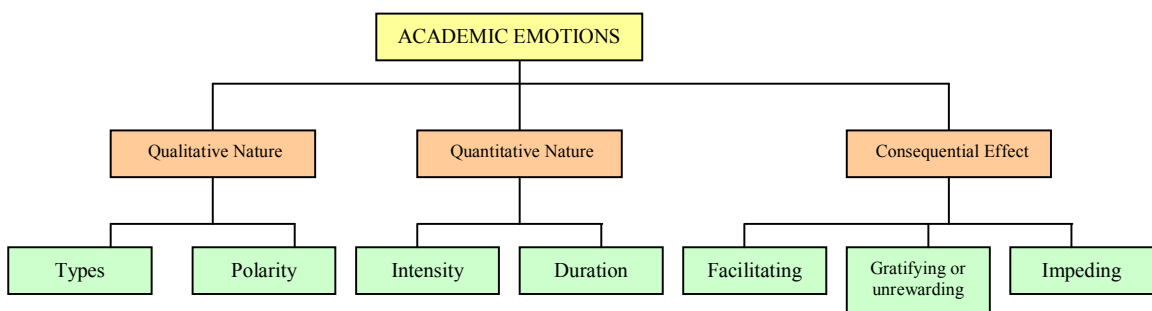 ACADEMIC EMOTIONS
Qualitative Nature
Quantitative Nature
Consequential Effect
Types
Polarity
Intensity
Duration
Facilitating
Gratifying or
unrewarding
Impeding